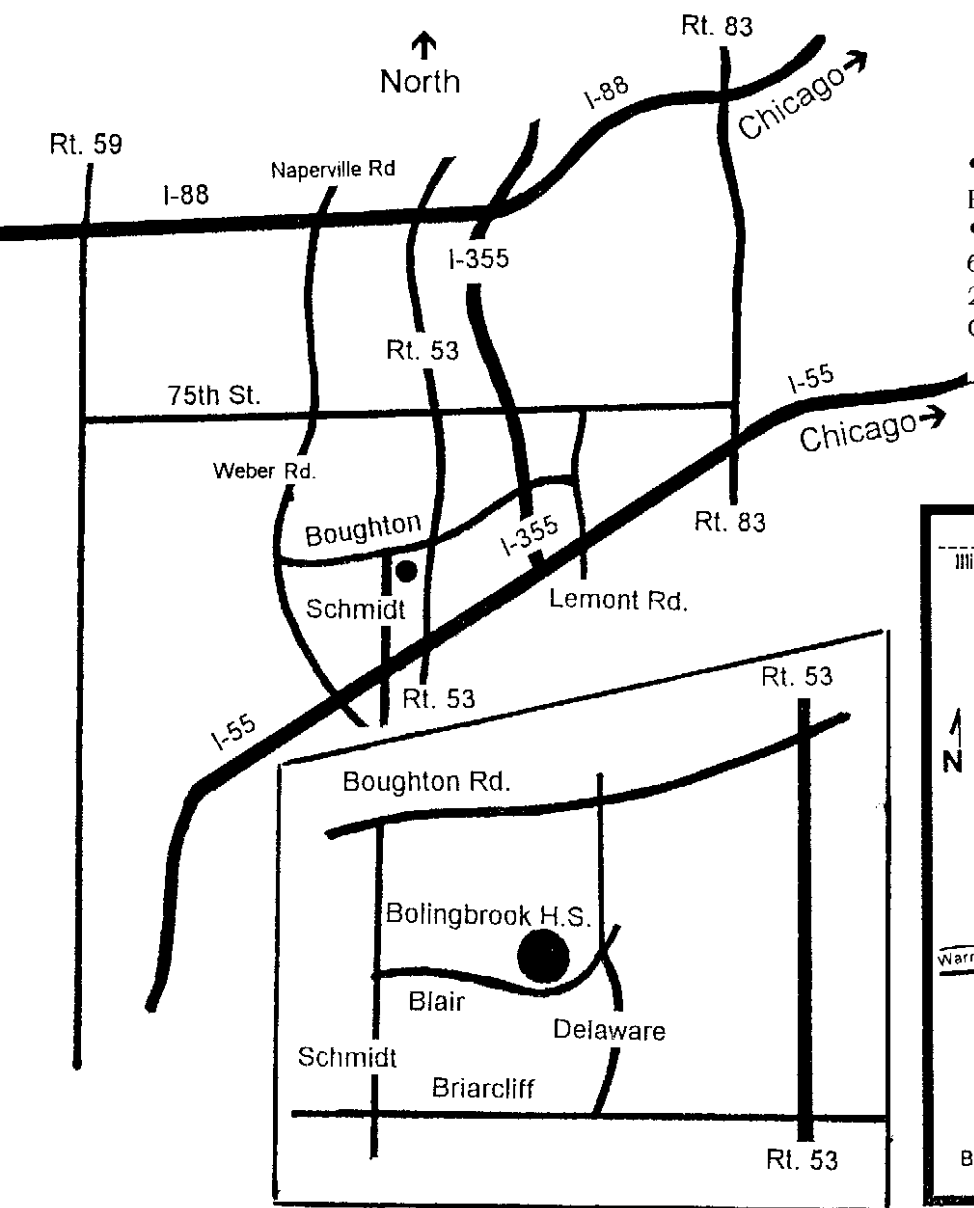 Rt. 83
North
I-88
Chicago
Rt. 59
Naperville Rd
I-88
I-355
Rt. 53
75th St.
I-55
Chicago
Weber Rd.
Boughton
I-355
Rt. 83
Schmidt
Lemont Rd.
Rt. 53
I-55
Rt. 53
Boughton Rd.
N
Bolingbrook H.S.
Blair
Delaware
Schmidt
Briarcliff
Rt. 53